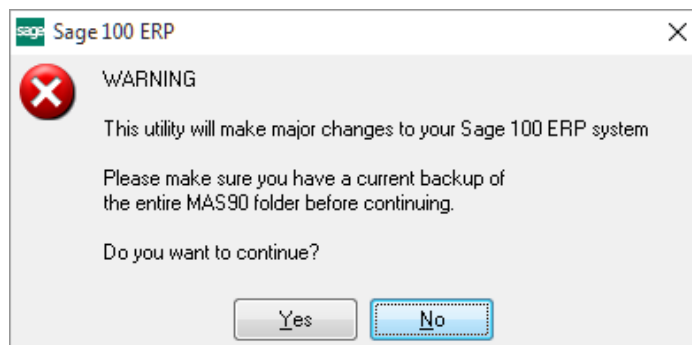 sage Sage 100 ERP
WARNING
This utility will make major changes to your Sage 100 ERP system
Please make sure you have a current backup of
the entire MAS90 folder before continuing.
Do you want to continue?
Yes No